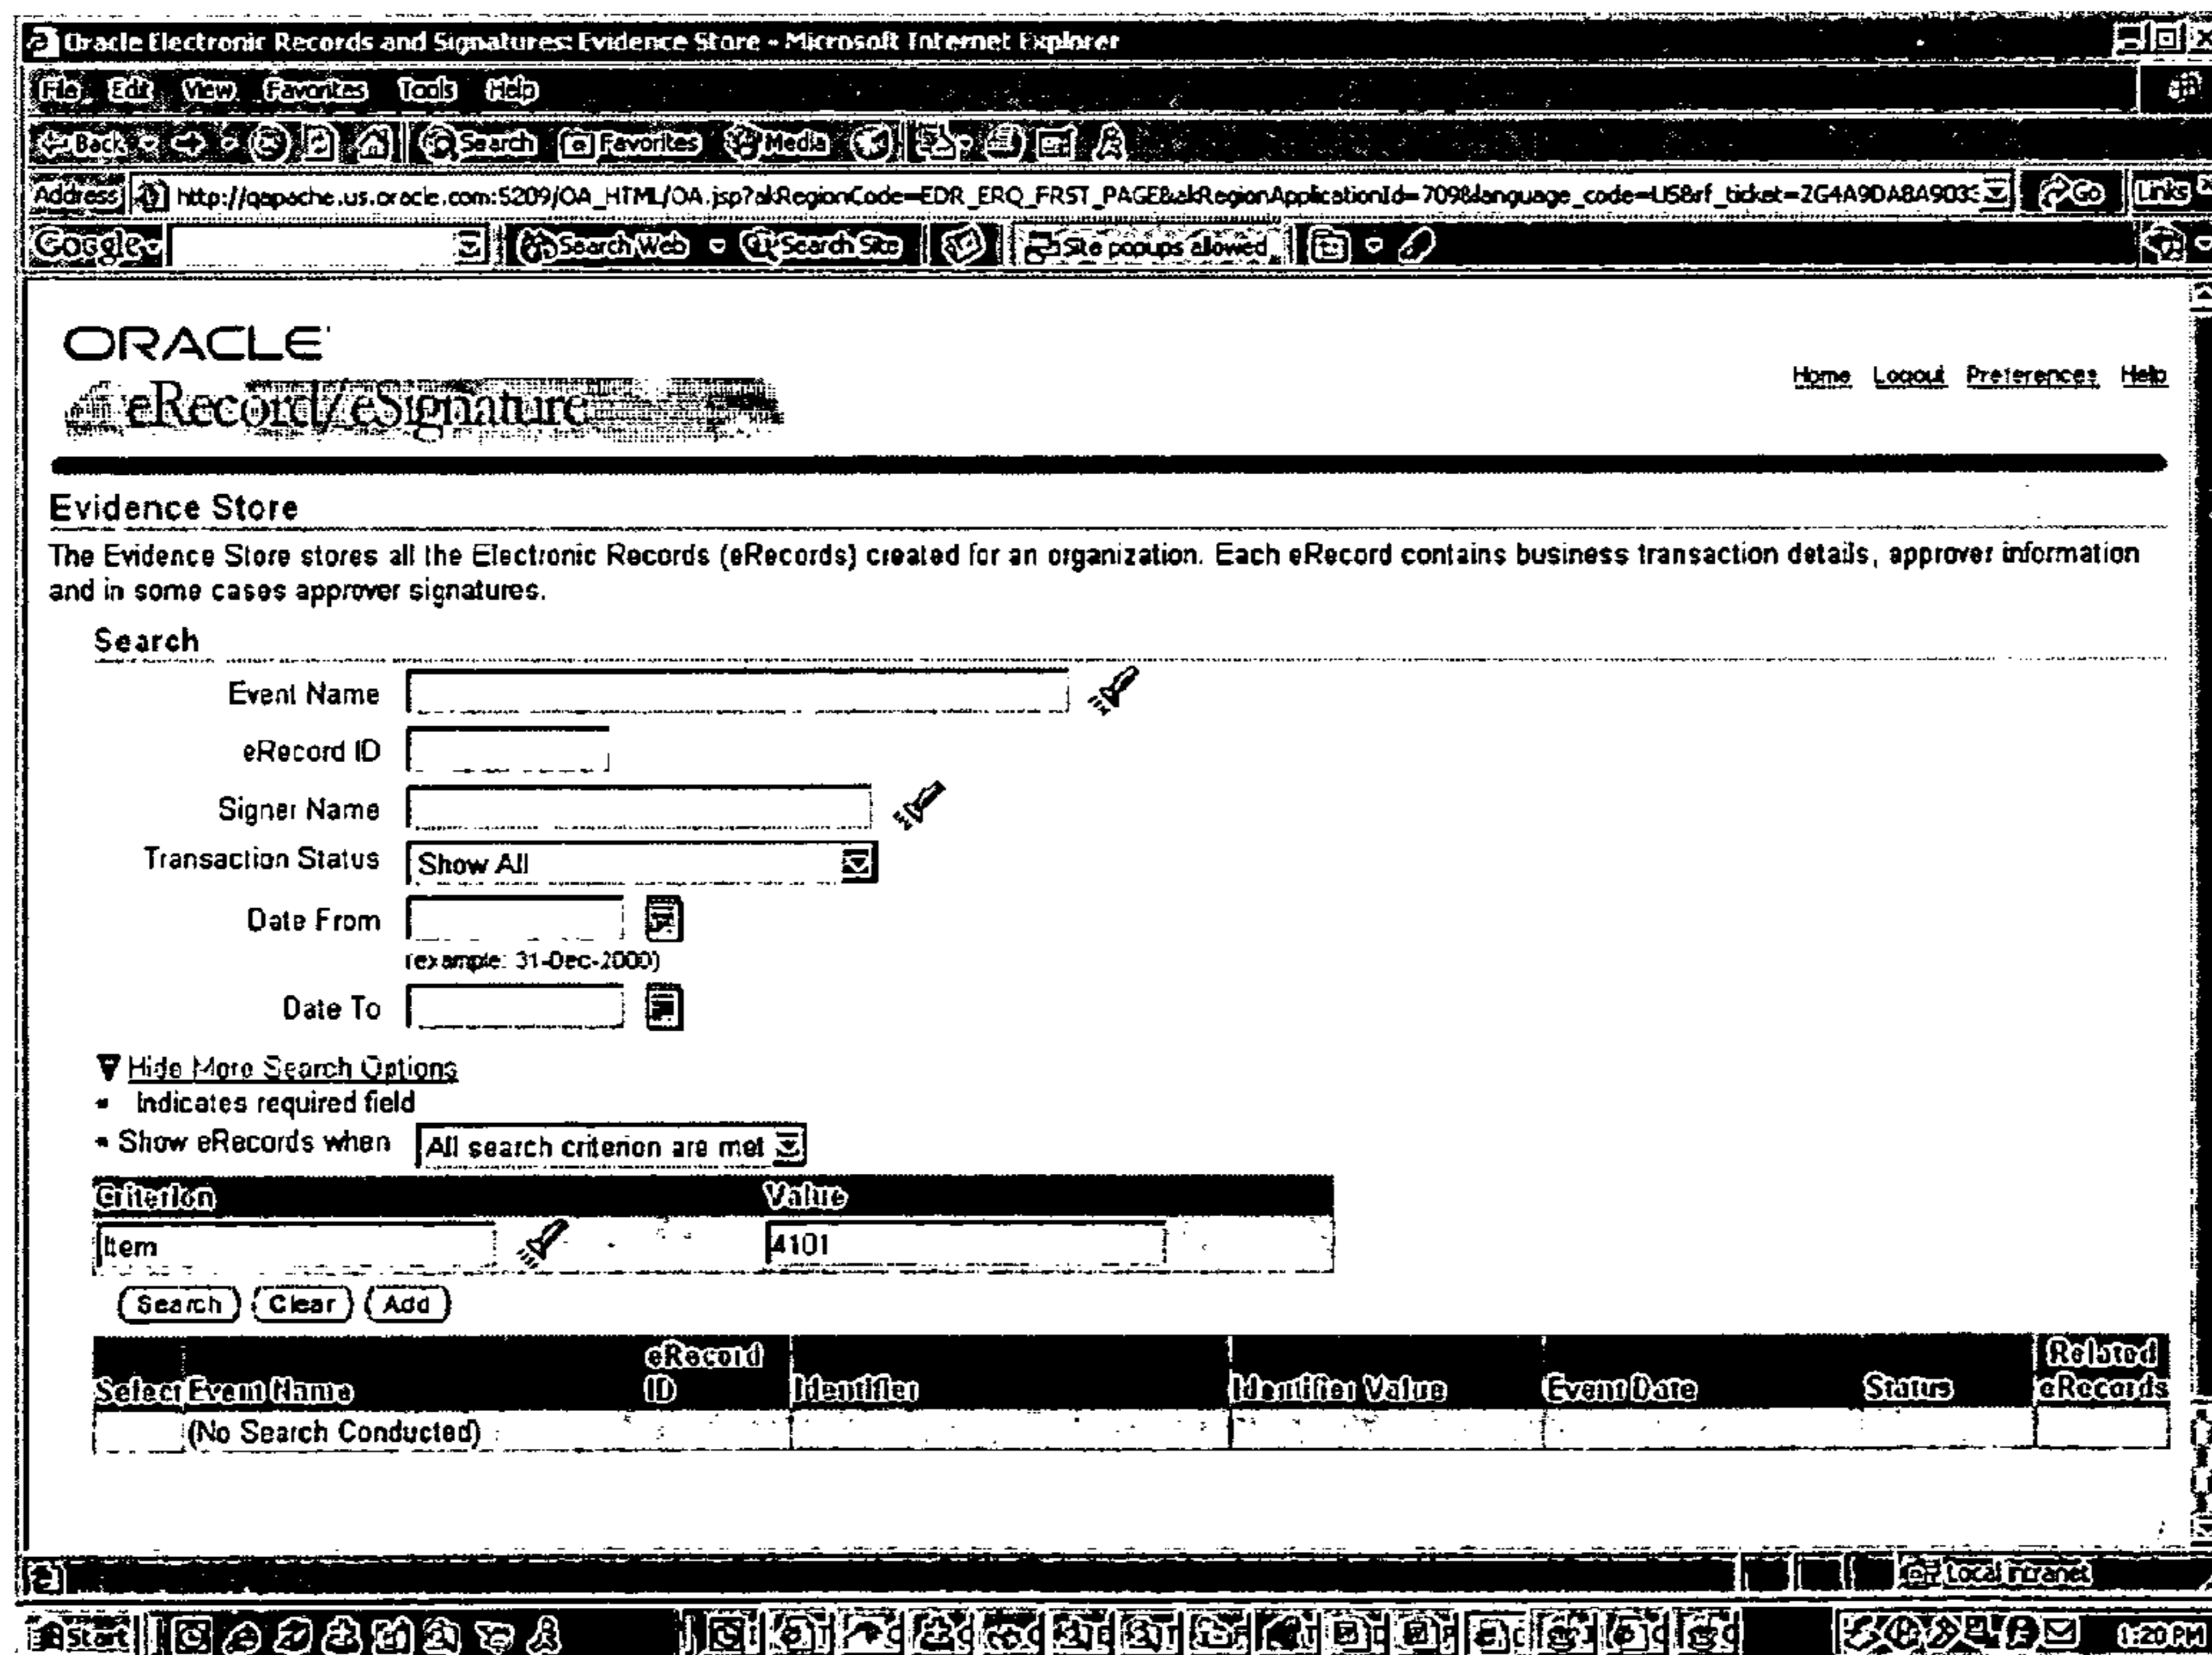 Oracle Electronic Records and Signatures: Evidence Store - Microsoft Internet Explorer
File Edit View Favorites Tools Help
Back Search Favorites Media
Address http://qapache.us.oracle.com:5209/OA_HTML/OA.jsp?akRegionCode=EDR_ERQ_FRST_PAGE&akRegionApplicationId=709&language_code=US&rf_ticket=2G4A9DA8A9033 Go Links
Google Search Web Search Site Site popups allowed
ORACLE
eRecord/eSignature
Home Logout Preferences Help
Evidence Store
The Evidence Store stores all the Electronic Records (eRecords) created for an organization. Each eRecord contains business transaction details, approver information
and in some cases approver signatures.
Search
Event Name
eRecord ID
Signer Name
Transaction Status Show All
Date From
(example: 31-Dec-2000)
Date To
Hide More Search Options
* Indicates required field
* Show eRecords when All search criterion are met
Criterion Value
Item 4101
Search Clear Add
Select Event Name eRecord ID Identifier Identifier Value Event Date Status Related eRecords
(No Search Conducted)
Local intranet
Start 1:20 PM